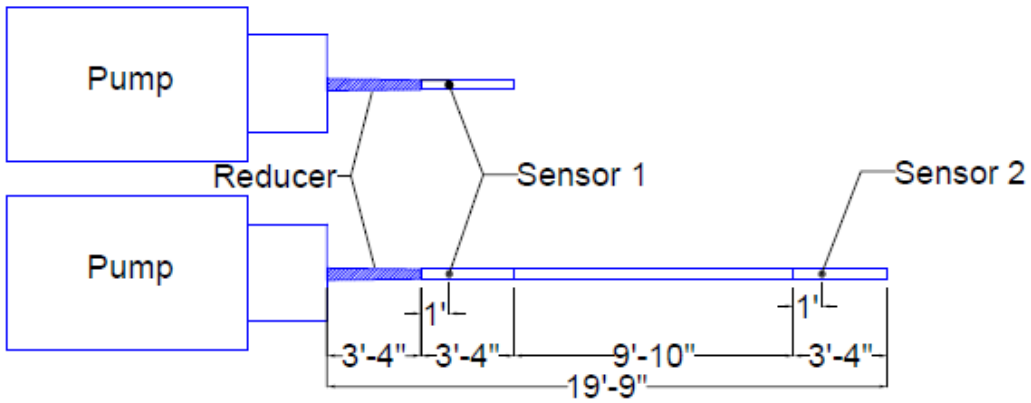 Pump
Reducer
Sensor 1
Sensor 2
Pump
1'
1'
3'-4"
3'-4"
9'-10"
3'-4"
19'-9"